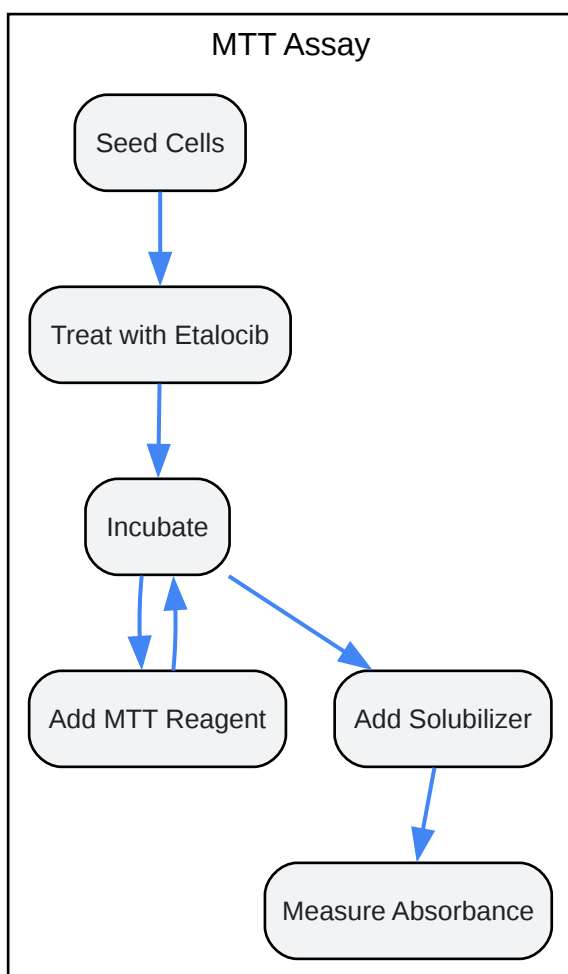 MTT Assay
Seed Cells
Treat with Etalocib
Incubate
Add MTT Reagent
Add Solubilizer
Measure Absorbance